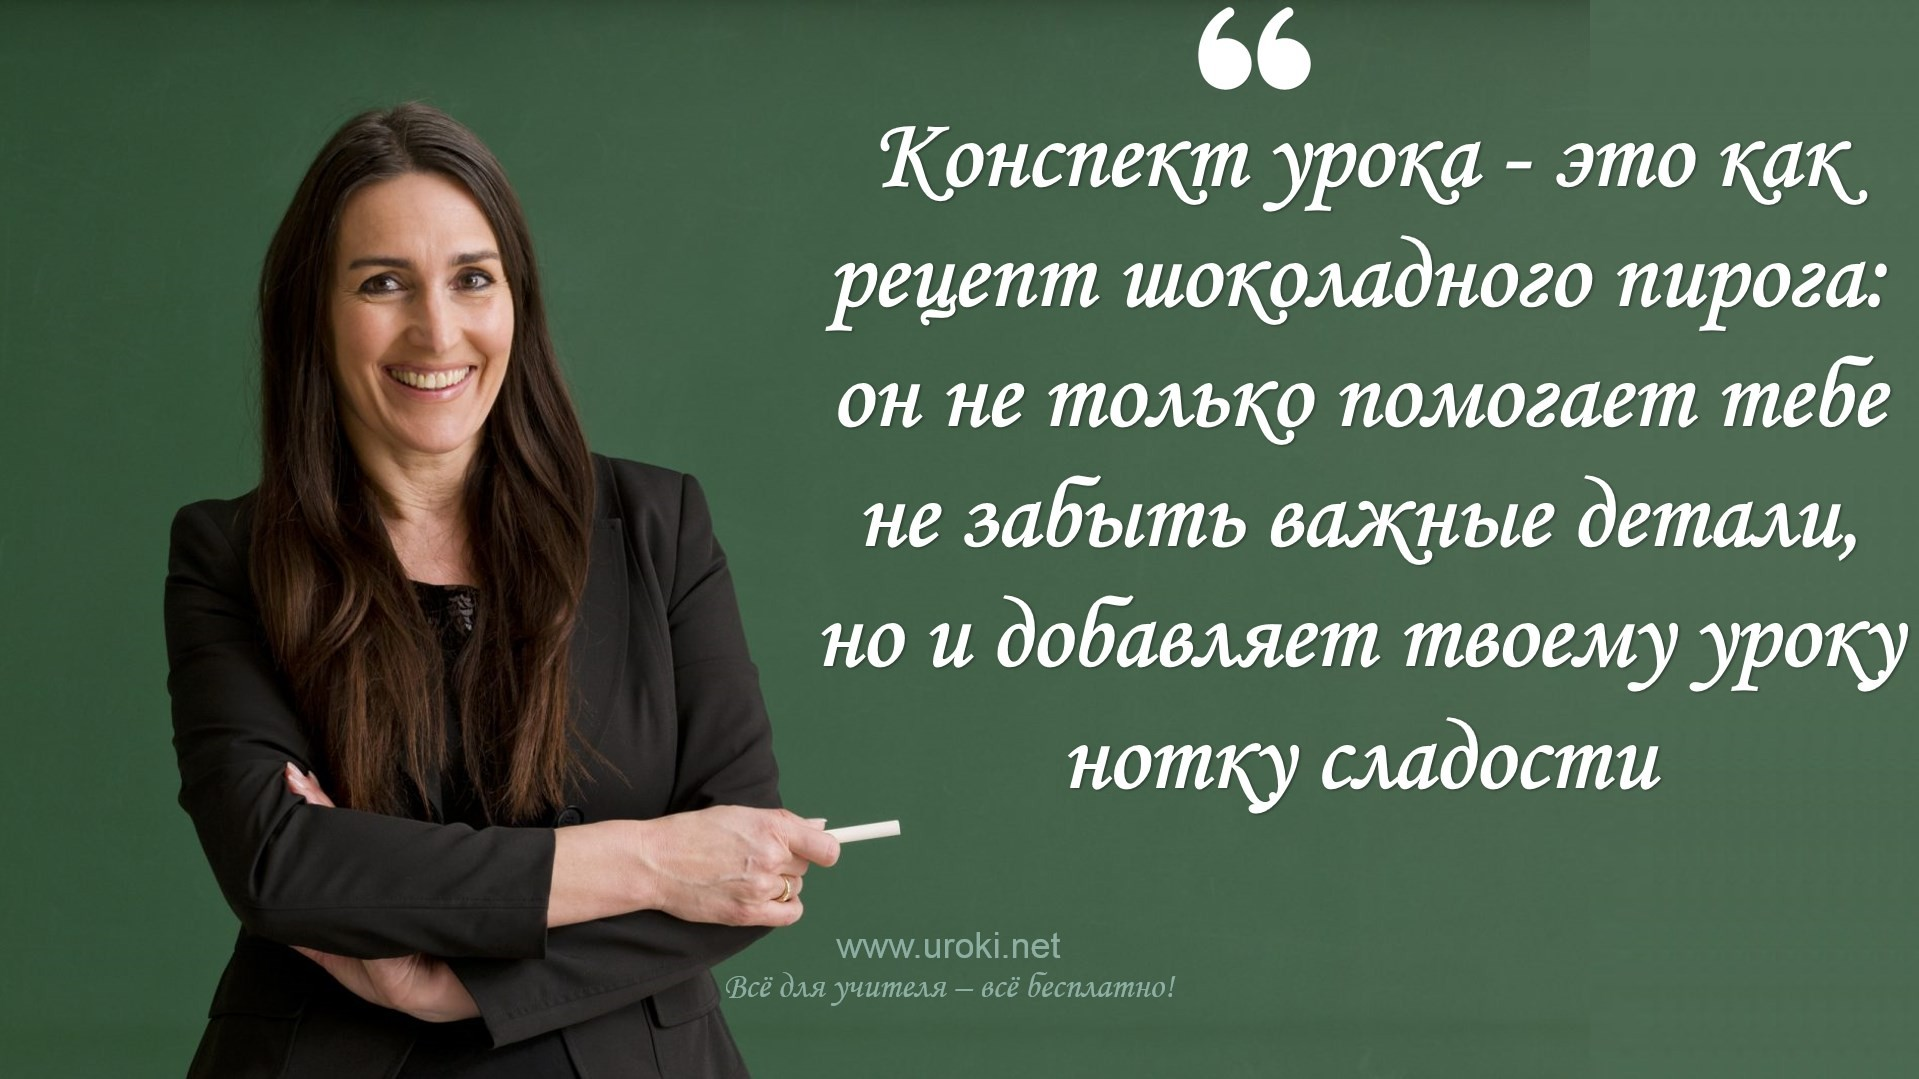 “
Конспект урока - это как
рецепт шоколадного пирога:
он не только помогает тебе
не забыть важные детали,
но и добавляет твоему уроку
нотку сладости
www.uroki.net
Всё для учителя – всё бесплатно!